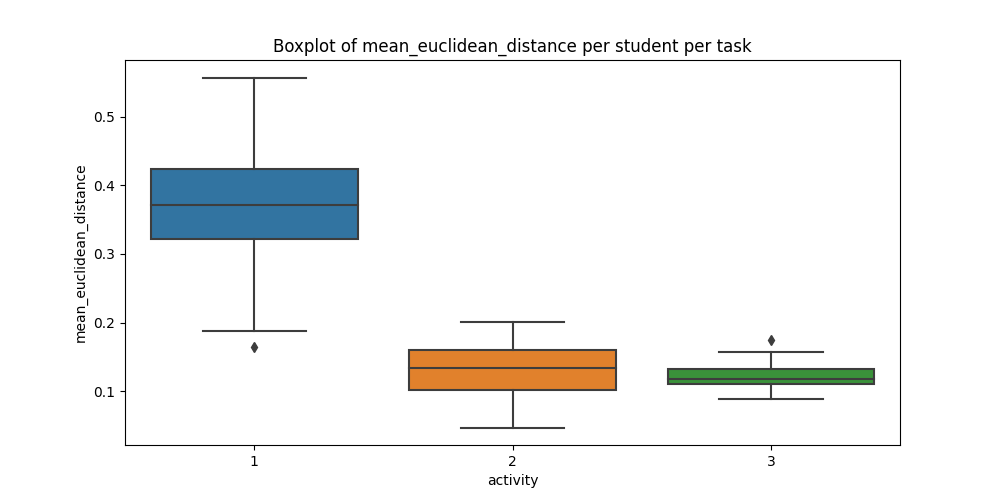 Boxplot of mean_euclidean_distance per student per task
mean_euclidean_distance
0.5
0.4
0.3
0.2
0.1
1 2 3
activity